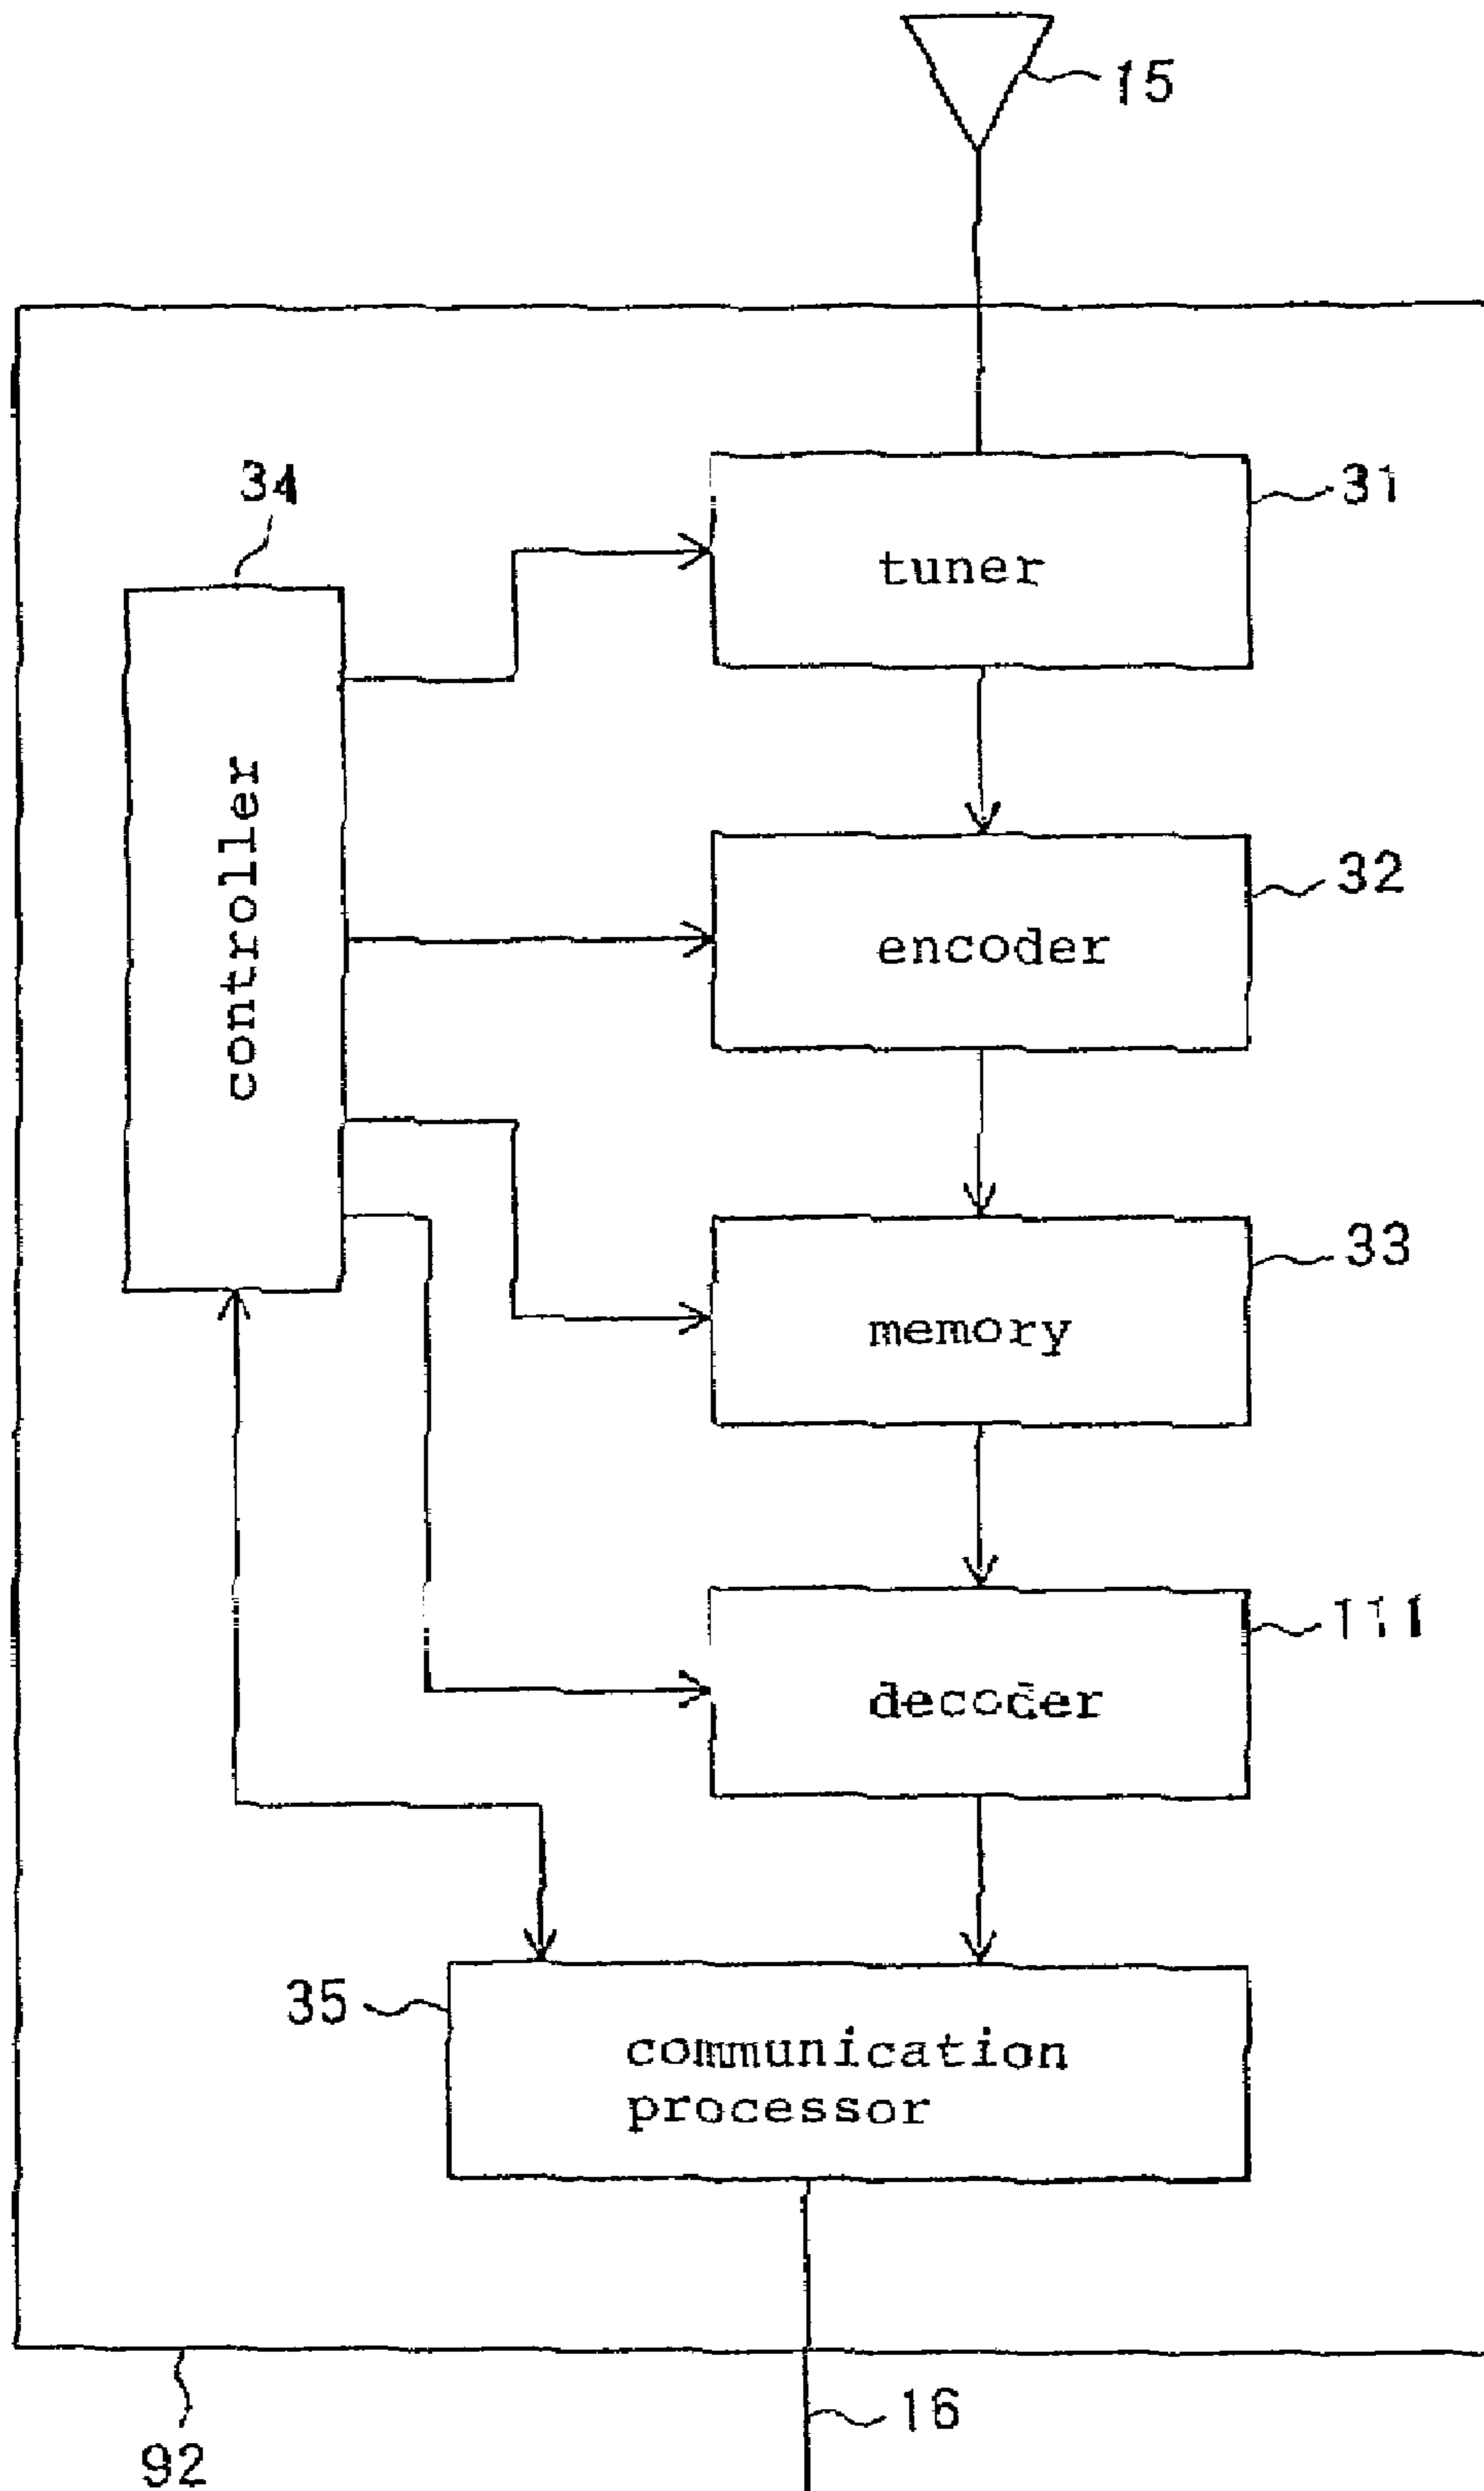 15
34
31
tuner
controller
32
encoder
33
memory
111
decoder
35
communication
processor
16
92